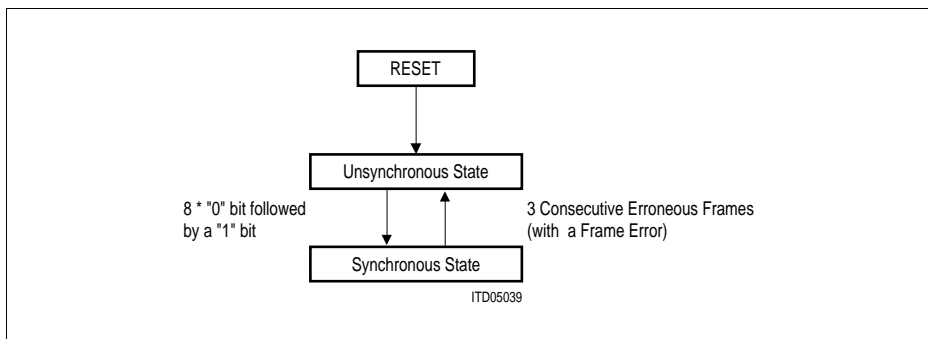 RESET
Unsynchronous State
8 * "0" bit followed
by a "1" bit
3 Consecutive Erroneous Frames
(with a Frame Error)
Synchronous State
ITD05039